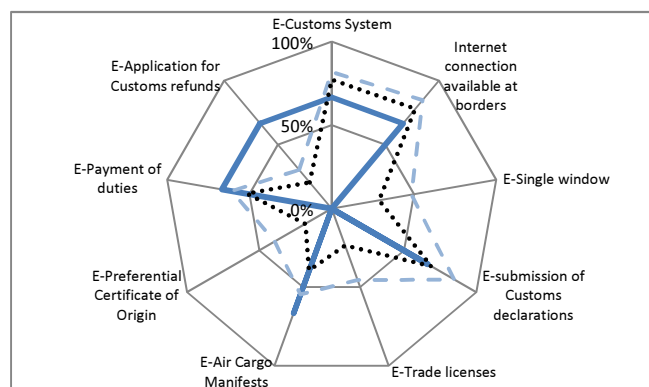 E-Customs System
100%
Internet
connection
available at
borders
E-Application for
Customs refunds
50%
E-Payment of
duties
E-Single window
0%
E-Preferential
Certificate of
Origin
E-submission of
Customs
declarations
E-Air Cargo
Manifests
E-Trade licenses